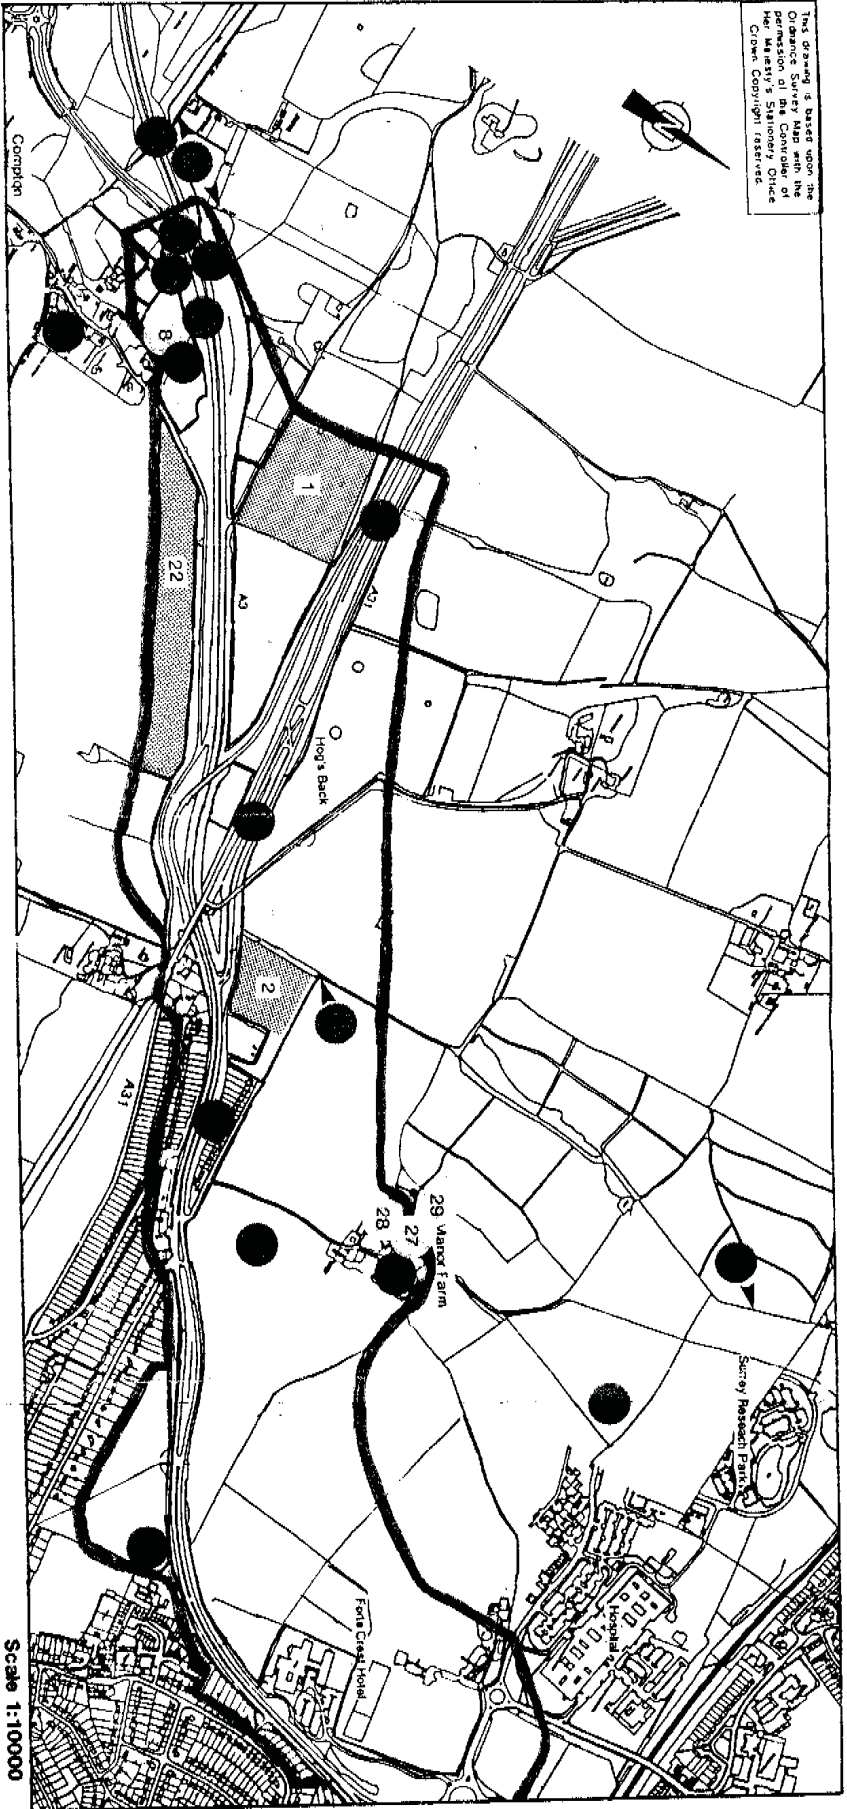 This drawing is based upon the
Ordnance Survey Map with the
permission of the Controller of
Her Majesty's Stationery Office
Crown Copyright reserved.
N
Compton
8
1
22
A3
A31
Hog's Back
2
A31
29 Manor Farm
27
28
Surrey Reseach Park
Hospital
Forte Crest Hotel
Scale 1:10000